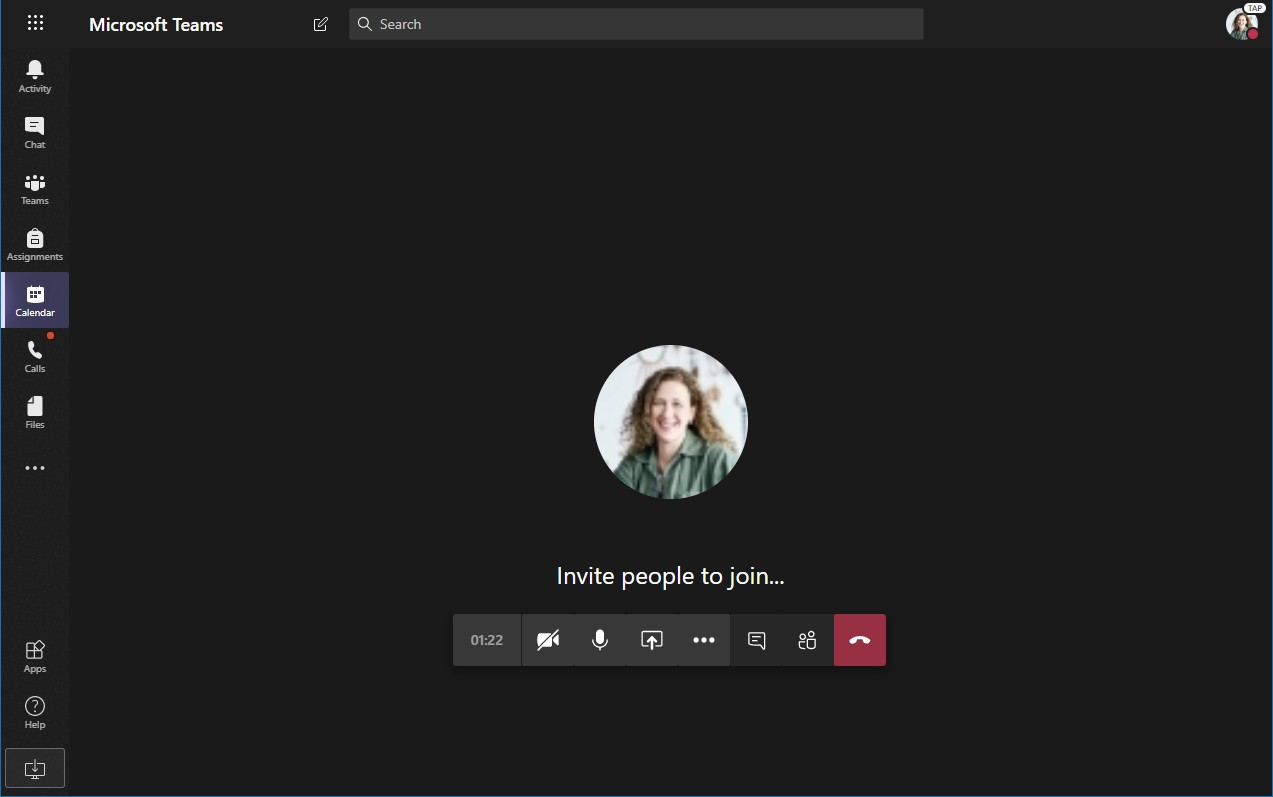 Microsoft Teams
Search
TAP
Activity
Chat
Teams
Assignments
Calendar
Calls
Files
Invite people to join...
01:22
Apps
Help